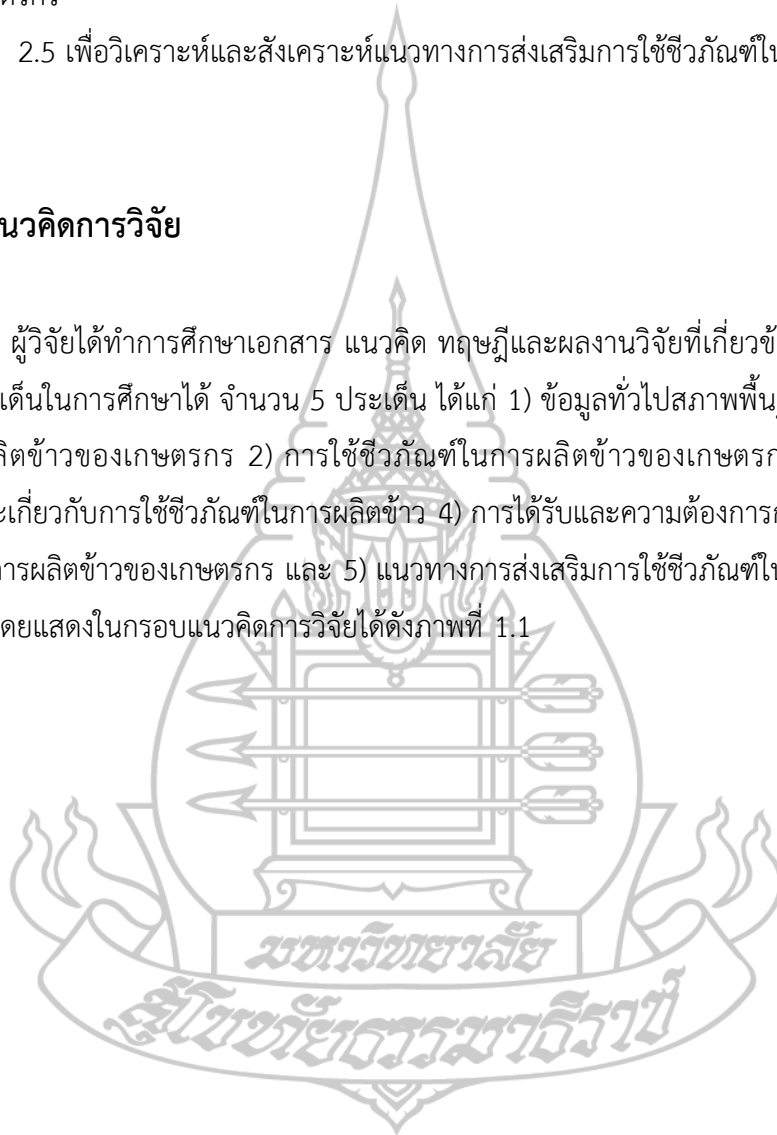 ตรกร
2.5 เพื่อวิเคราะห์และสังเคราะห์แนวทางการส่งเสริมการใช้ชีวภัณฑ์ใน
นวคิดการวิจัย
ผู้วิจัยได้ทำการศึกษาเอกสาร แนวคิด ทฤษฎีและผลงานวิจัยที่เกี่ยวข้
เด็นในการศึกษาได้ จำนวน 5 ประเด็น ได้แก่ 1) ข้อมูลทั่วไปสภาพพื้น
ลิตข้าวของเกษตรกร 2) การใช้ชีวภัณฑ์ในการผลิตข้าวของเกษตรก
ะเกี่ยวกับการใช้ชีวภัณฑ์ในการผลิตข้าว 4) การได้รับและความต้องการก
ารผลิตข้าวของเกษตรกร และ 5) แนวทางการส่งเสริมการใช้ชีวภัณฑ์ใน
ดยแสดงในกรอบแนวคิดการวิจัยได้ดังภาพที่ 1.1
มหาวิทยาลัย
สุโขทัยธรรมาธิราช